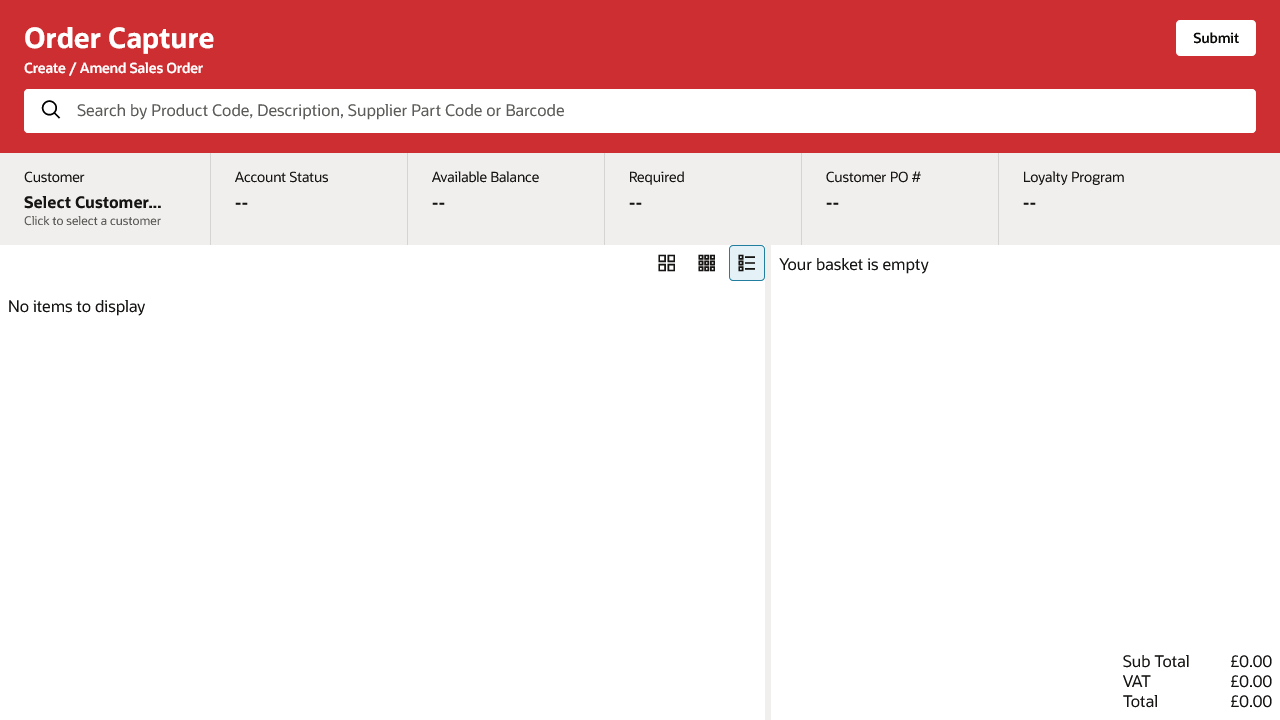 Order Capture
Create / Amend Sales Order
Submit
Search by Product Code, Description, Supplier Part Code or Barcode
Customer
Select Customer...
Click to select a customer
Account Status
--
Available Balance
--
Required
--
Customer PO #
--
Loyalty Program
--
No items to display
Your basket is empty
Sub Total £0.00
VAT £0.00
Total £0.00